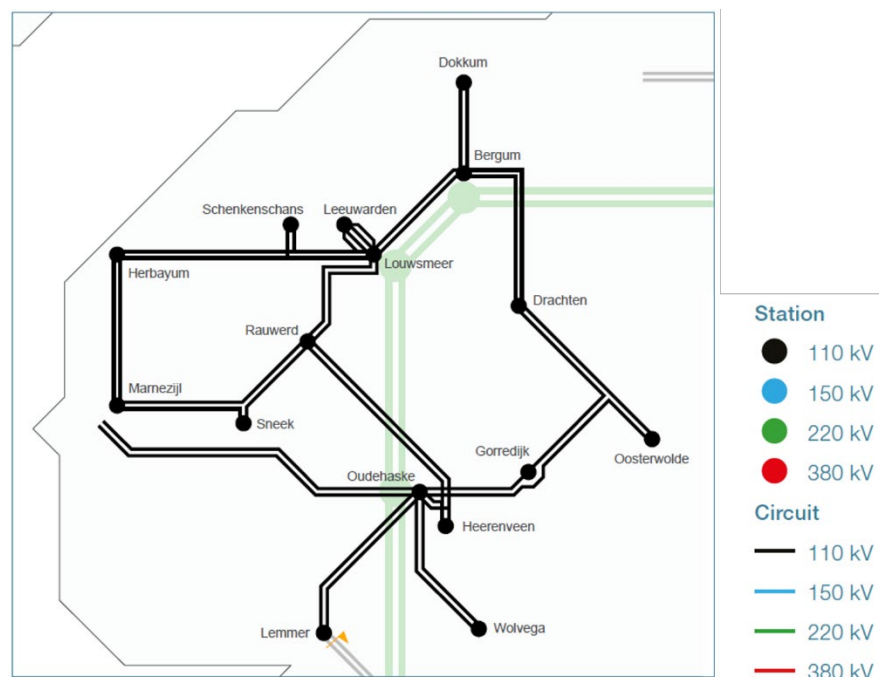 Dokkum
Bergum
Schenkenschans
Leeuwarden
Herbayum
Louwsmeer
Drachten
Rauwerd
Marnezijl
Sneek
Gorredijk
Oosterwolde
Oudehaske
Heerenveen
Lemmer
Wolvega
Station
110 kV
150 kV
220 kV
380 kV
Circuit
110 kV
150 kV
220 kV
380 kV